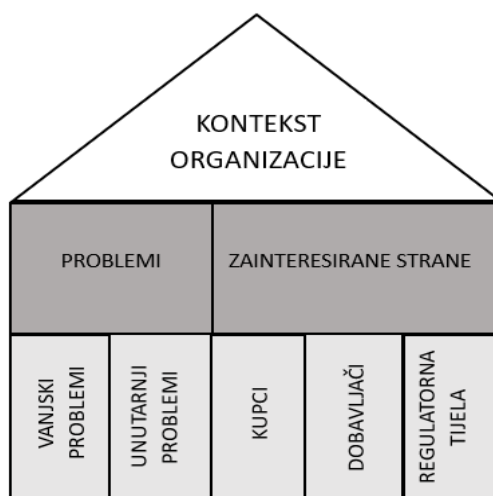 KONTEKST
ORGANIZACIJE
PROBLEMI
ZAINTERESIRANE STRANE
VANJSKI
PROBLEMI
UNUTARNJI
PROBLEMI
KUPCI
DOBAVLJAČI
REGULATORNA
TIJELA